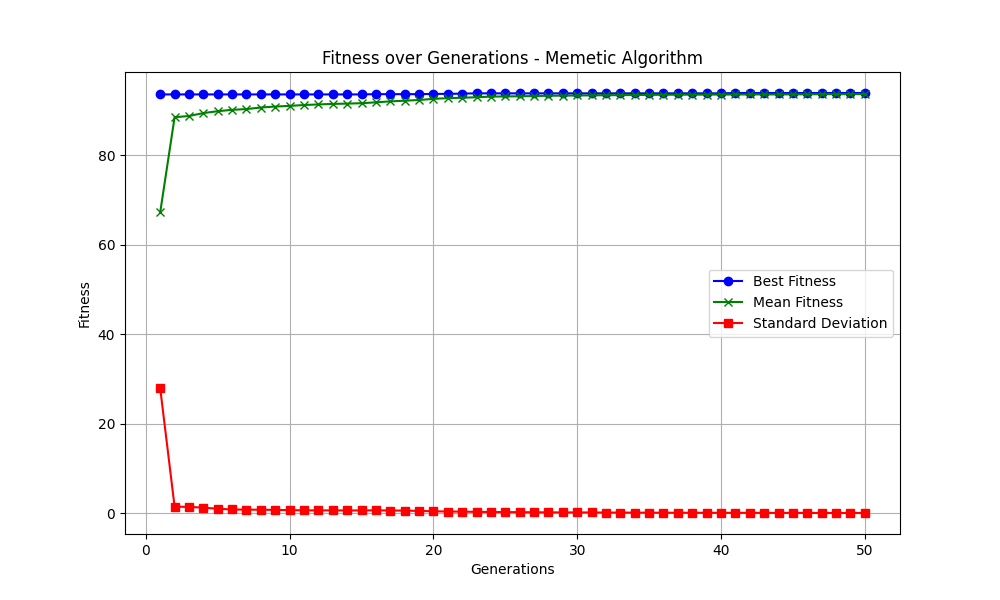 Fitness over Generations - Memetic Algorithm
Fitness
80
60
40
20
0
Best Fitness
Mean Fitness
Standard Deviation
0 10 20 30 40 50
Generations